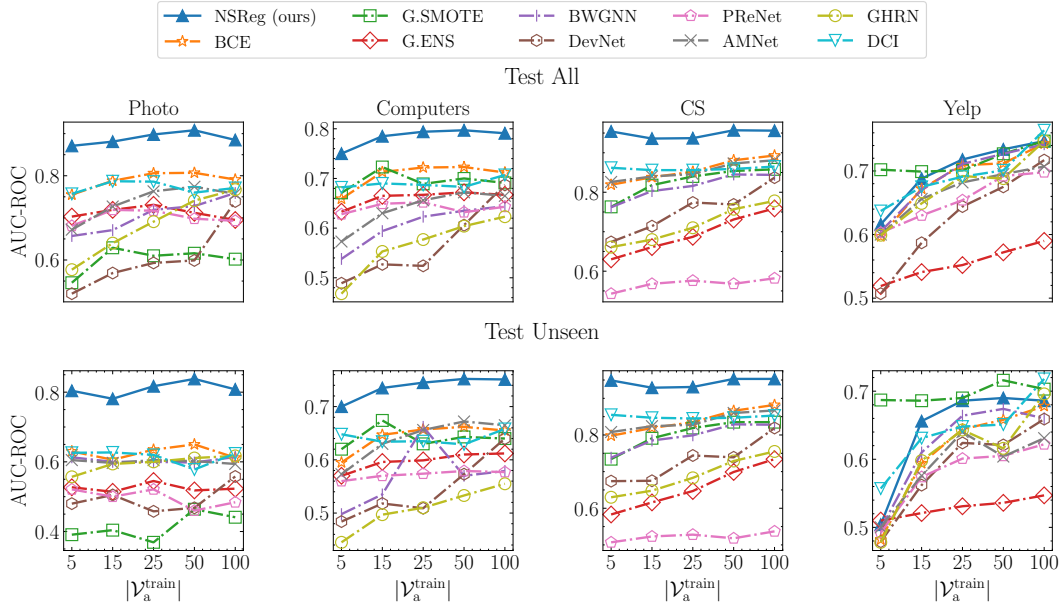 NSReg (ours) G.SMOTE BWGNN PReNet GHRN
BCE G.ENS DevNet AMNet DCI
Test All
Photo Computers CS Yelp
AUC-ROC
0.8
0.6
0.8
0.7
0.6
0.5
0.8
0.6
0.7
0.6
0.5
Test Unseen
AUC-ROC
0.8
0.6
0.4
0.7
0.6
0.5
0.8
0.6
0.7
0.6
0.5
5 15 25 50 100 5 15 25 50 100 5 15 25 50 100 5 15 25 50 100
|𝒱ₐᵗʳᵃⁱⁿ| |𝒱ₐᵗʳᵃⁱⁿ| |𝒱ₐᵗʳᵃⁱⁿ| |𝒱ₐᵗʳᵃⁱⁿ|